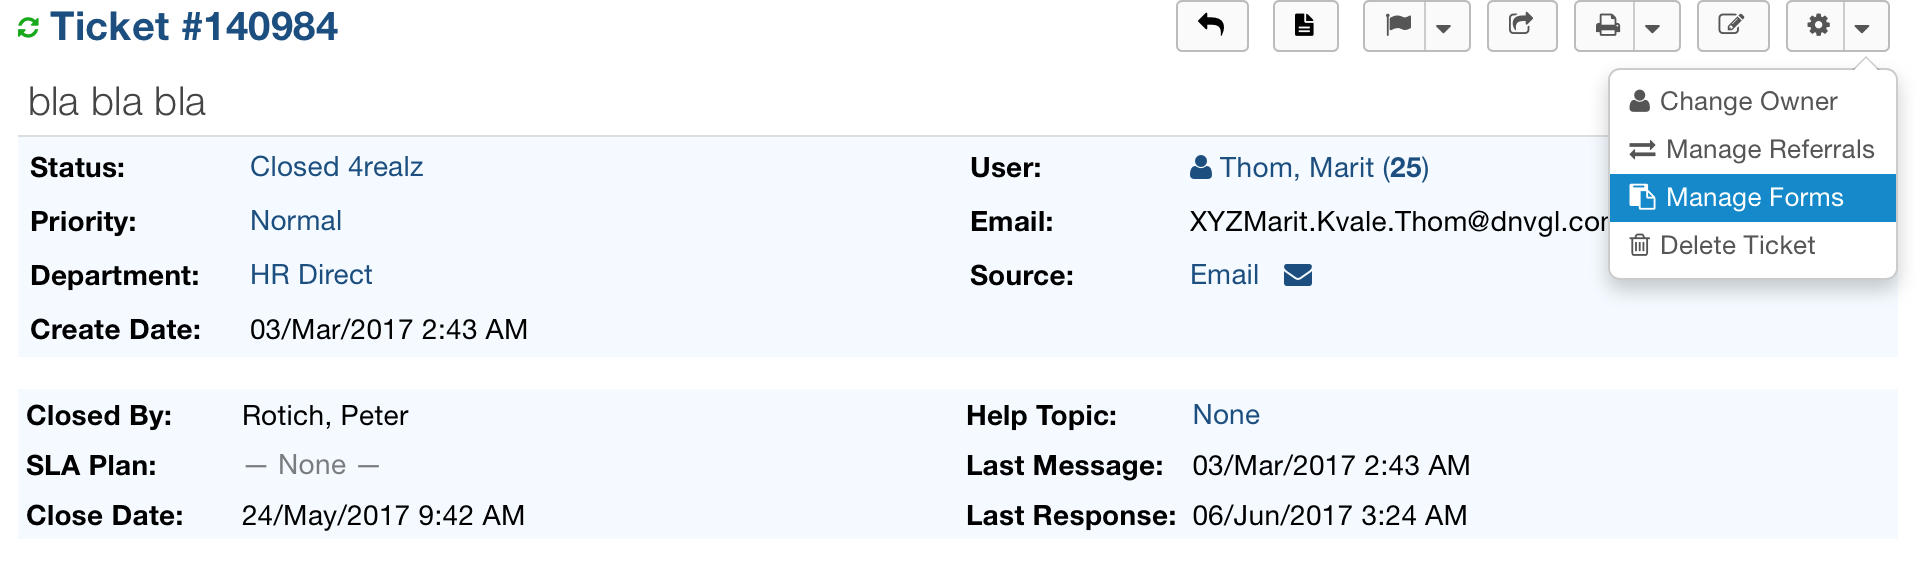 Ticket #140984
bla bla bla
Change Owner
Manage Referrals
Manage Forms
Delete Ticket
Status: Closed 4realz
User: Thom, Marit (25)
Priority: Normal
Email: XYZMarit.Kvale.Thom@dnvgl.co
Department: HR Direct
Source: Email
Create Date: 03/Mar/2017 2:43 AM
Closed By: Rotich, Peter
Help Topic: None
SLA Plan: — None —
Last Message: 03/Mar/2017 2:43 AM
Close Date: 24/May/2017 9:42 AM
Last Response: 06/Jun/2017 3:24 AM